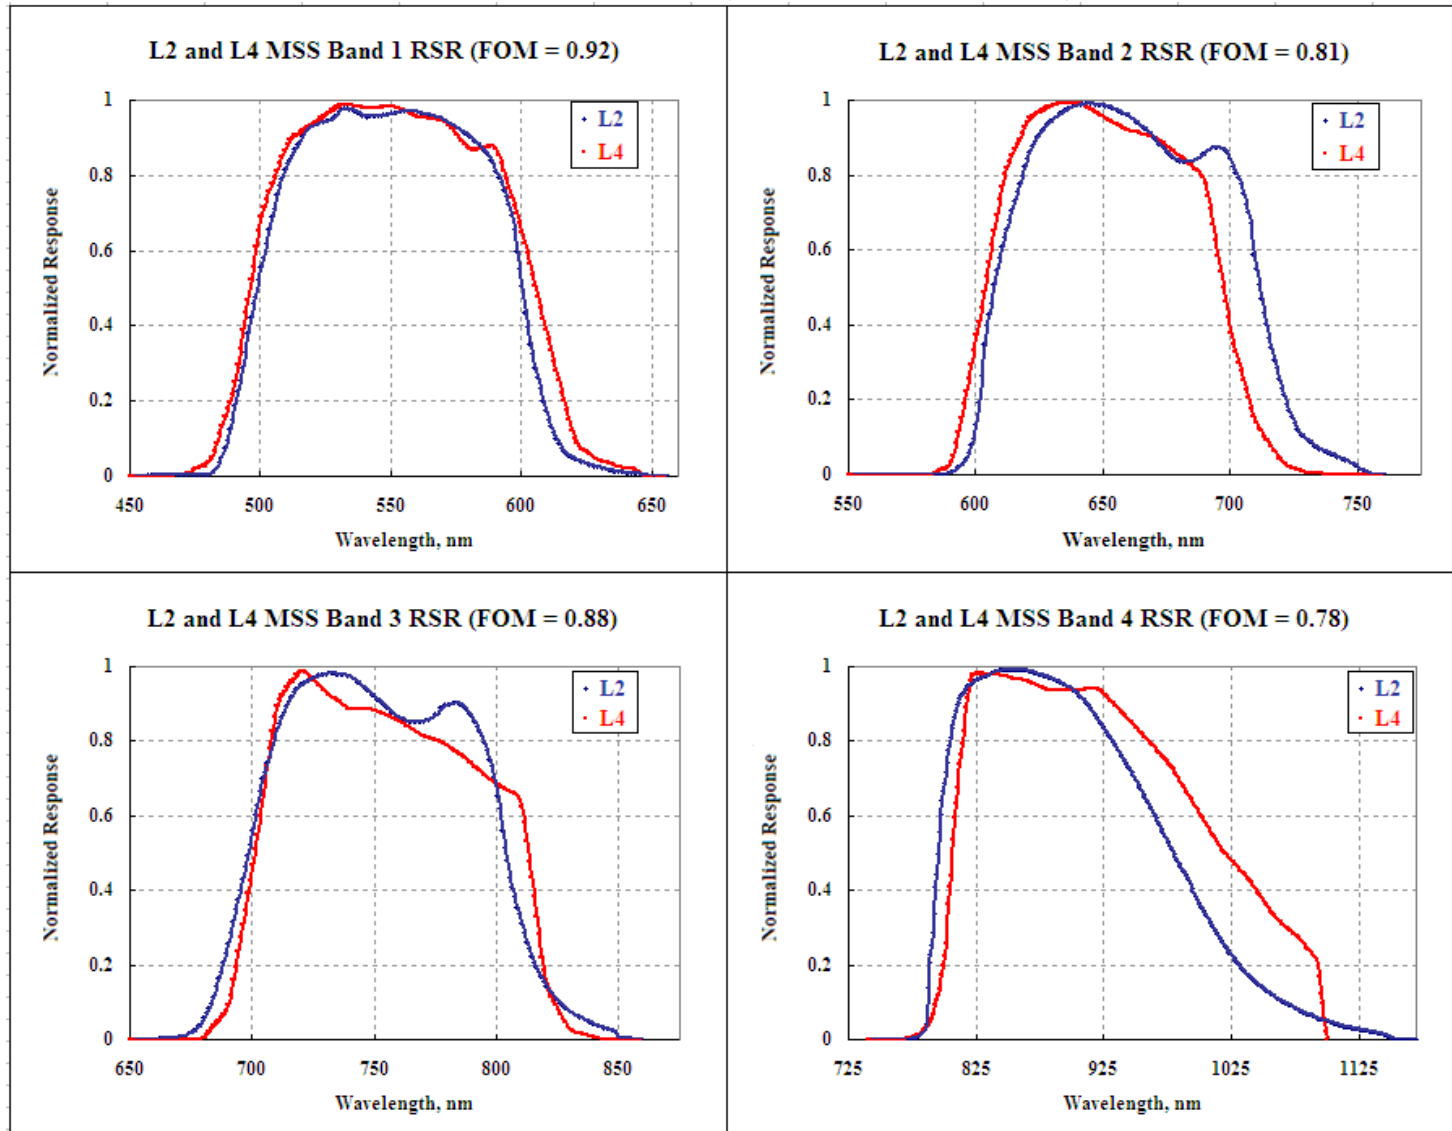 L2 and L4 MSS Band 1 RSR (FOM = 0.92)
1
0.8
0.6
0.4
0.2
0
Normalized Response
L2
L4
450 500 550 600 650
Wavelength, nm
L2 and L4 MSS Band 2 RSR (FOM = 0.81)
1
0.8
0.6
0.4
0.2
0
Normalized Response
L2
L4
550 600 650 700 750
Wavelength, nm
L2 and L4 MSS Band 3 RSR (FOM = 0.88)
1
0.8
0.6
0.4
0.2
0
Normalized Response
L2
L4
650 700 750 800 850
Wavelength, nm
L2 and L4 MSS Band 4 RSR (FOM = 0.78)
1
0.8
0.6
0.4
0.2
0
Normalized Response
L2
L4
725 825 925 1025 1125
Wavelength, nm